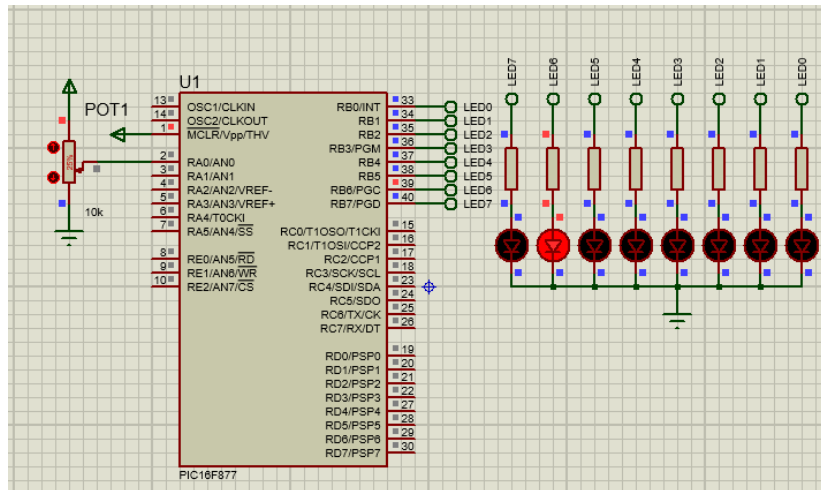 U1
POT1
25%
10k
13 OSC1/CLKIN
14 OSC2/CLKOUT
1 MCLR/Vpp/THV
2 RA0/AN0
3 RA1/AN1
4 RA2/AN2/VREF-
5 RA3/AN3/VREF+
6 RA4/T0CKI
7 RA5/AN4/SS
8 RE0/AN5/RD
9 RE1/AN6/WR
10 RE2/AN7/CS
RB0/INT 33 LED0
RB1 34 LED1
RB2 35 LED2
RB3/PGM 36 LED3
RB4 37 LED4
RB5 38 LED5
RB6/PGC 39 LED6
RB7/PGD 40 LED7
RC0/T1OSO/T1CKI 15
RC1/T1OSI/CCP2 16
RC2/CCP1 17
RC3/SCK/SCL 18
RC4/SDI/SDA 23
RC5/SDO 24
RC6/TX/CK 25
RC7/RX/DT 26
RD0/PSP0 19
RD1/PSP1 20
RD2/PSP2 21
RD3/PSP3 22
RD4/PSP4 27
RD5/PSP5 28
RD6/PSP6 29
RD7/PSP7 30
PIC16F877
LED7
LED6
LED5
LED4
LED3
LED2
LED1
LED0